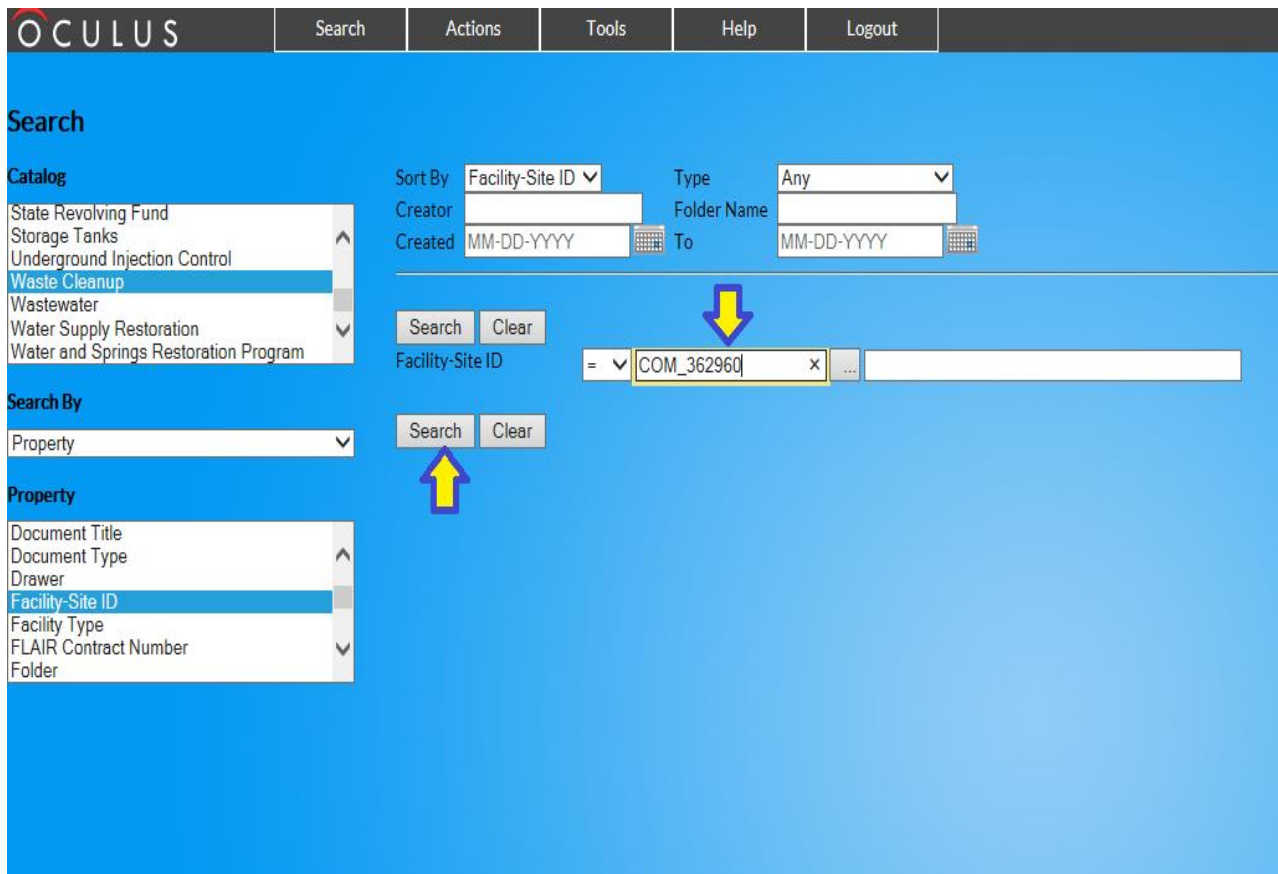 OCULUS Search Actions Tools Help Logout
Search
Catalog
State Revolving Fund
Storage Tanks
Underground Injection Control
Waste Cleanup
Wastewater
Water Supply Restoration
Water and Springs Restoration Program
Search By
Property
Property
Document Title
Document Type
Drawer
Facility-Site ID
Facility Type
FLAIR Contract Number
Folder
Sort By Facility-Site ID Type Any
Creator Folder Name
Created MM-DD-YYYY To MM-DD-YYYY
Search Clear
Facility-Site ID = COM_362960 × ...
Search Clear